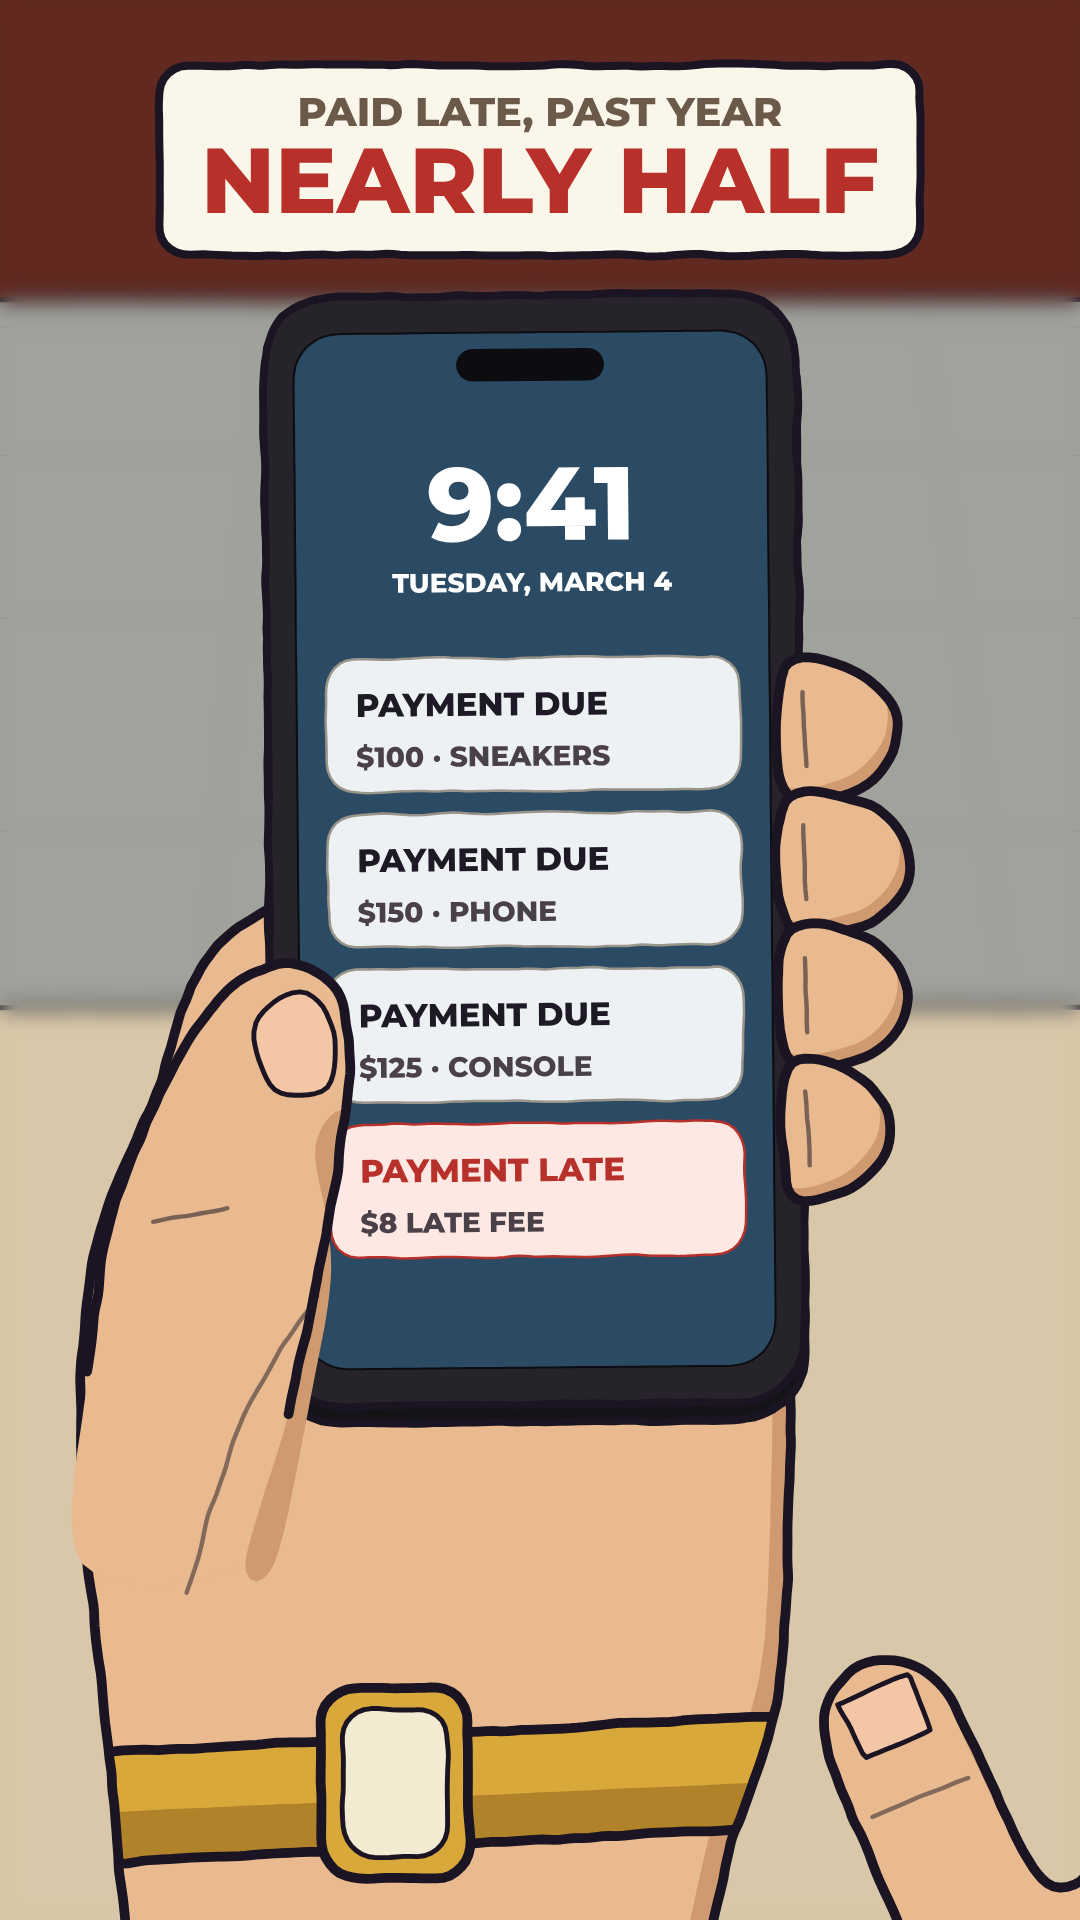 PAID LATE, PAST YEAR
NEARLY HALF
9:41
TUESDAY, MARCH 4
PAYMENT DUE
$100 · SNEAKERS
PAYMENT DUE
$150 · PHONE
PAYMENT DUE
$125 · CONSOLE
PAYMENT LATE
$8 LATE FEE